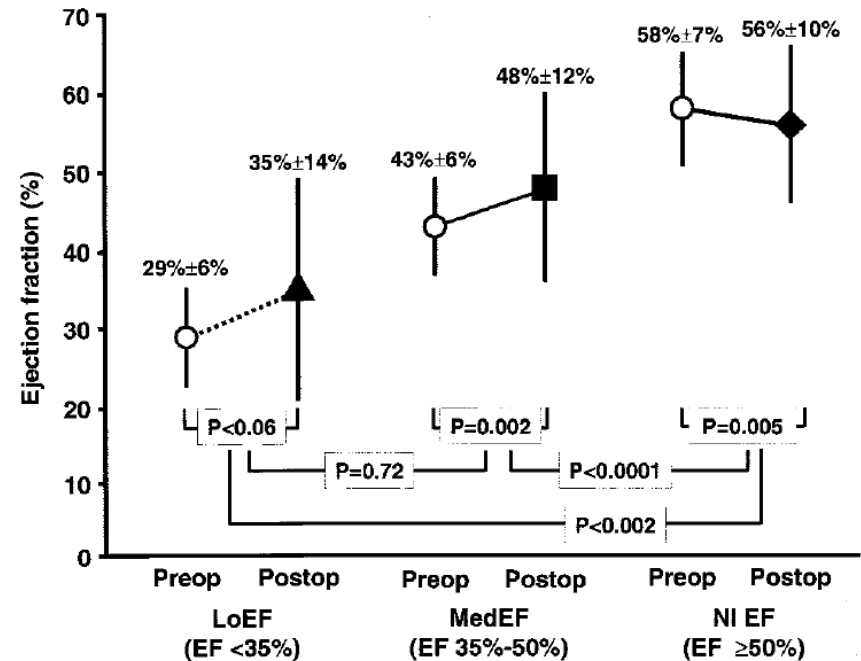 70
60
50
40
30
20
10
0
Ejection fraction (%)
29%±6%
35%±14%
43%±6%
48%±12%
58%±7%
56%±10%
P<0.06
P=0.002
P=0.005
P=0.72
P<0.0001
P<0.002
Preop Postop Preop Postop Preop Postop
LoEF MedEF Nl EF
(EF <35%) (EF 35%-50%) (EF ≥50%)